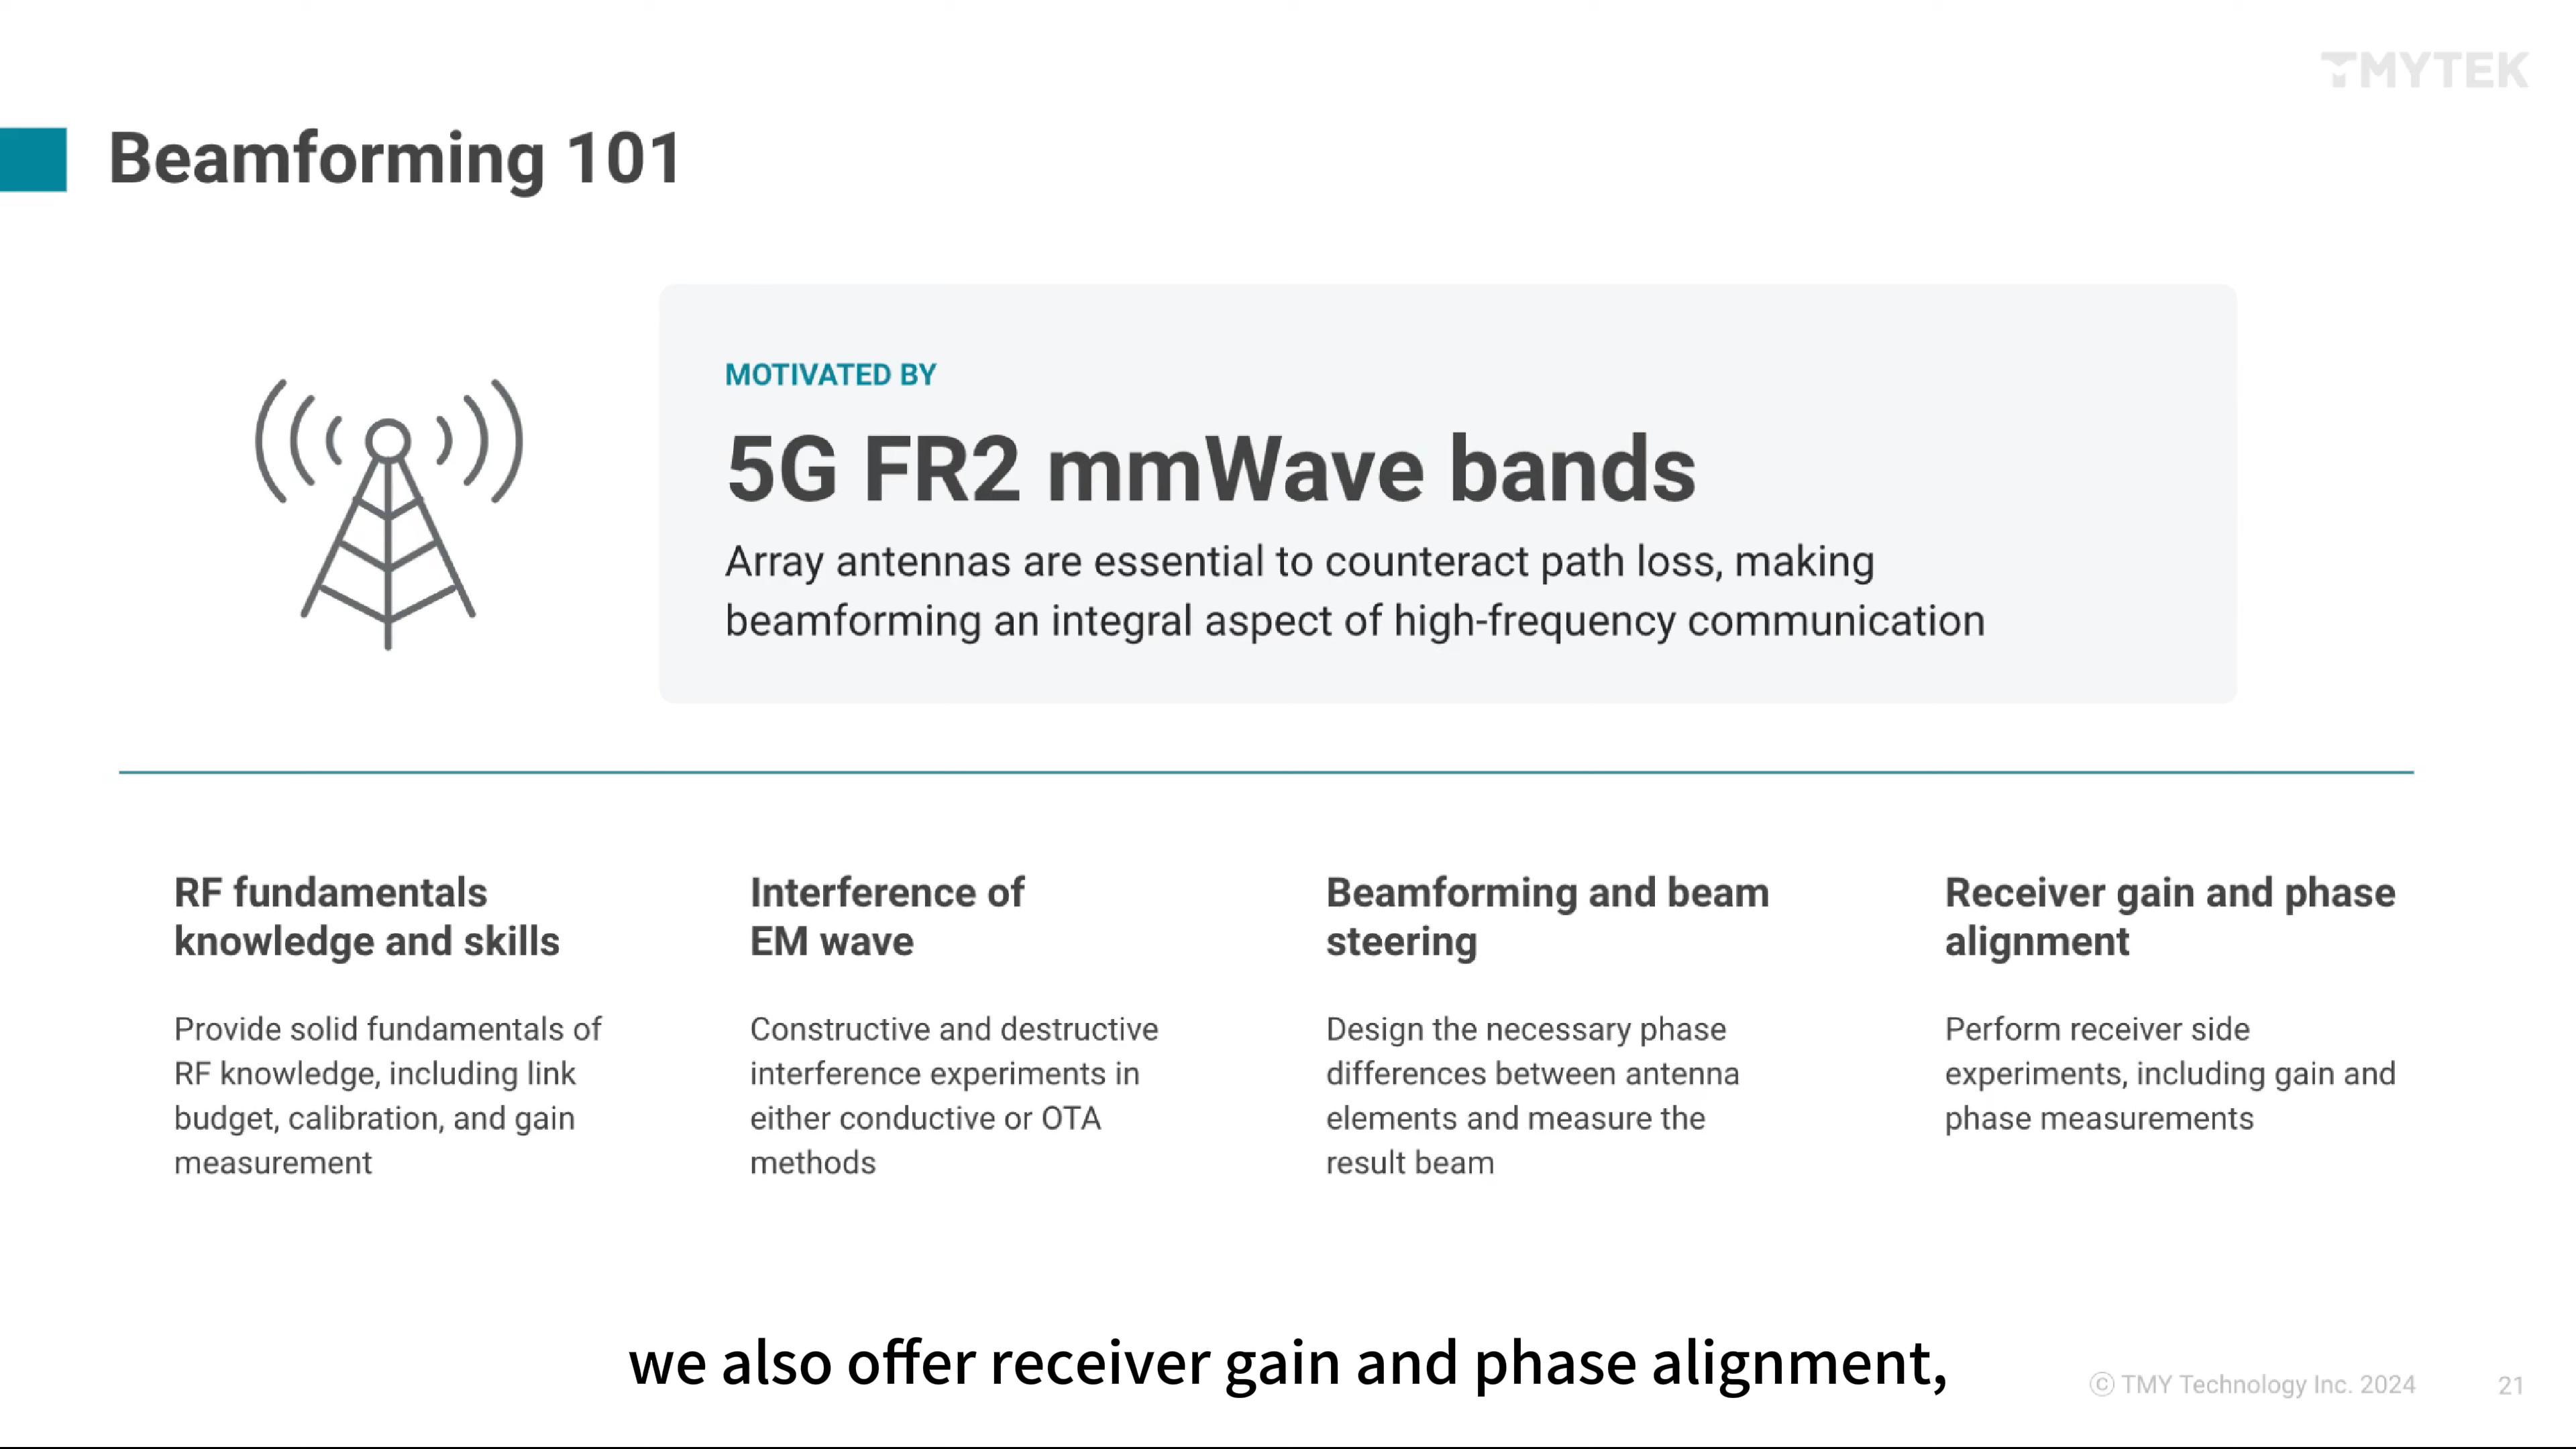 TMYTEK
Beamforming 101
MOTIVATED BY
5G FR2 mmWave bands
Array antennas are essential to counteract path loss, making
beamforming an integral aspect of high-frequency communication
RF fundamentals
knowledge and skills
Provide solid fundamentals of
RF knowledge, including link
budget, calibration, and gain
measurement
Interference of
EM wave
Constructive and destructive
interference experiments in
either conductive or OTA
methods
Beamforming and beam
steering
Design the necessary phase
differences between antenna
elements and measure the
result beam
Receiver gain and phase
alignment
Perform receiver side
experiments, including gain and
phase measurements
we also offer receiver gain and phase alignment,
© TMY Technology Inc. 2024
21